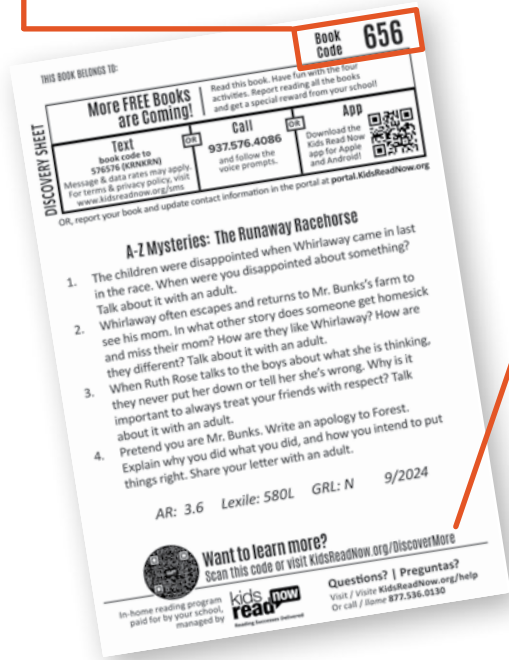 Book Code 656
THIS BOOK BELONGS TO:
DISCOVERY SHEET
More FREE Books
are Coming!
Read this book. Have fun with the four
activities. Report reading all the books
and get a special reward from your school!
Text
book code to
576576 (KRNKRN)
Message & data rates may apply.
For terms & privacy policy, visit
www.kidsreadnow.org/sms
OR
Call
937.576.4086
and follow the
voice prompts.
OR
App
Download the
Kids Read Now
app for Apple
and Android!
OR, report your book and update contact information in the portal at portal.KidsReadNow.org
A-Z Mysteries: The Runaway Racehorse
1. The children were disappointed when Whirlaway came in last
in the race. When were you disappointed about something?
Talk about it with an adult.
2. Whirlaway often escapes and returns to Mr. Bunks's farm to
see his mom. In what other story does someone get homesick
and miss their mom? How are they like Whirlaway? How are
they different? Talk about it with an adult.
3. When Ruth Rose talks to the boys about what she is thinking,
they never put her down or tell her she's wrong. Why is it
important to always treat your friends with respect? Talk
about it with an adult.
4. Pretend you are Mr. Bunks. Write an apology to Forest.
Explain why you did what you did, and how you intend to put
things right. Share your letter with an adult.
AR: 3.6 Lexile: 580L GRL: N 9/2024
Want to learn more?
Scan this code or visit KidsReadNow.org/DiscoverMore
In-home reading program
paid for by your school,
managed by
kids
read now
Reading Successes Delivered
Questions? | Preguntas?
Visit / Visite KidsReadNow.org/help
Or call / llame 877.536.0130